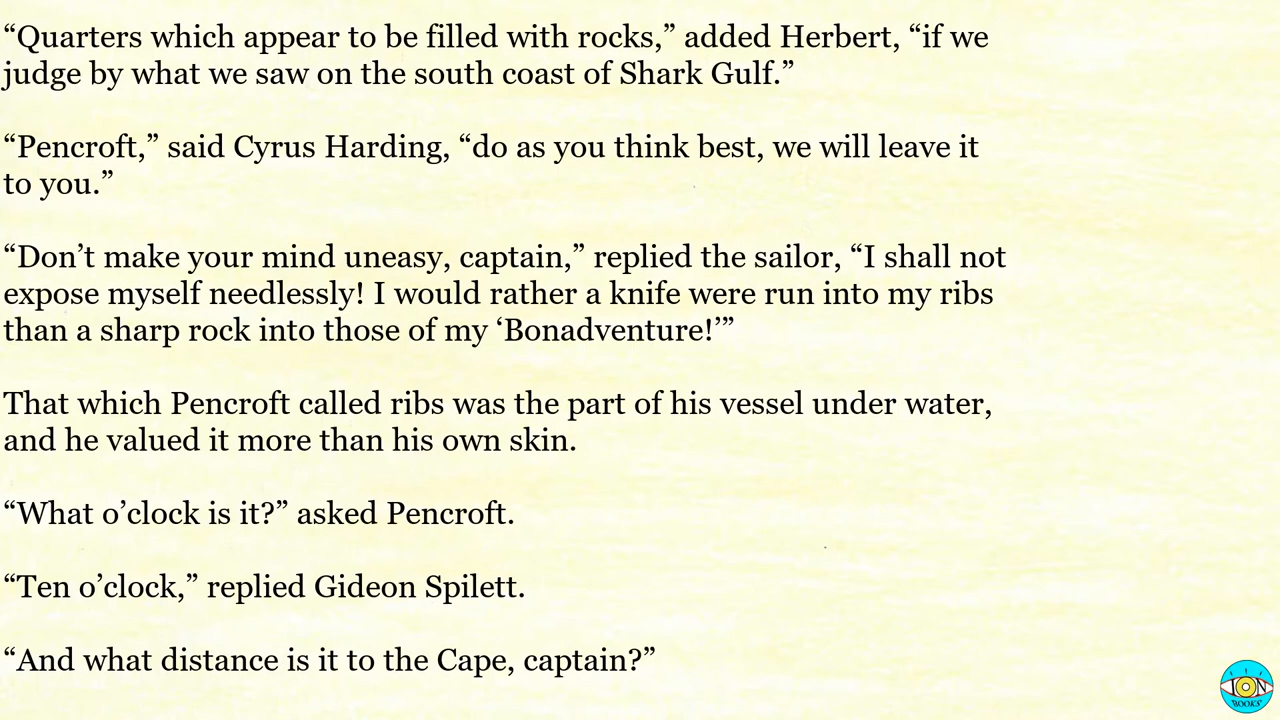 “Quarters which appear to be filled with rocks,” added Herbert, “if we
judge by what we saw on the south coast of Shark Gulf.”
“Pencroft,” said Cyrus Harding, “do as you think best, we will leave it
to you.”
“Don’t make your mind uneasy, captain,” replied the sailor, “I shall not
expose myself needlessly! I would rather a knife were run into my ribs
than a sharp rock into those of my ‘Bonadventure!’”
That which Pencroft called ribs was the part of his vessel under water,
and he valued it more than his own skin.
“What o’clock is it?” asked Pencroft.
“Ten o’clock,” replied Gideon Spilett.
“And what distance is it to the Cape, captain?”
ION
BOOKS